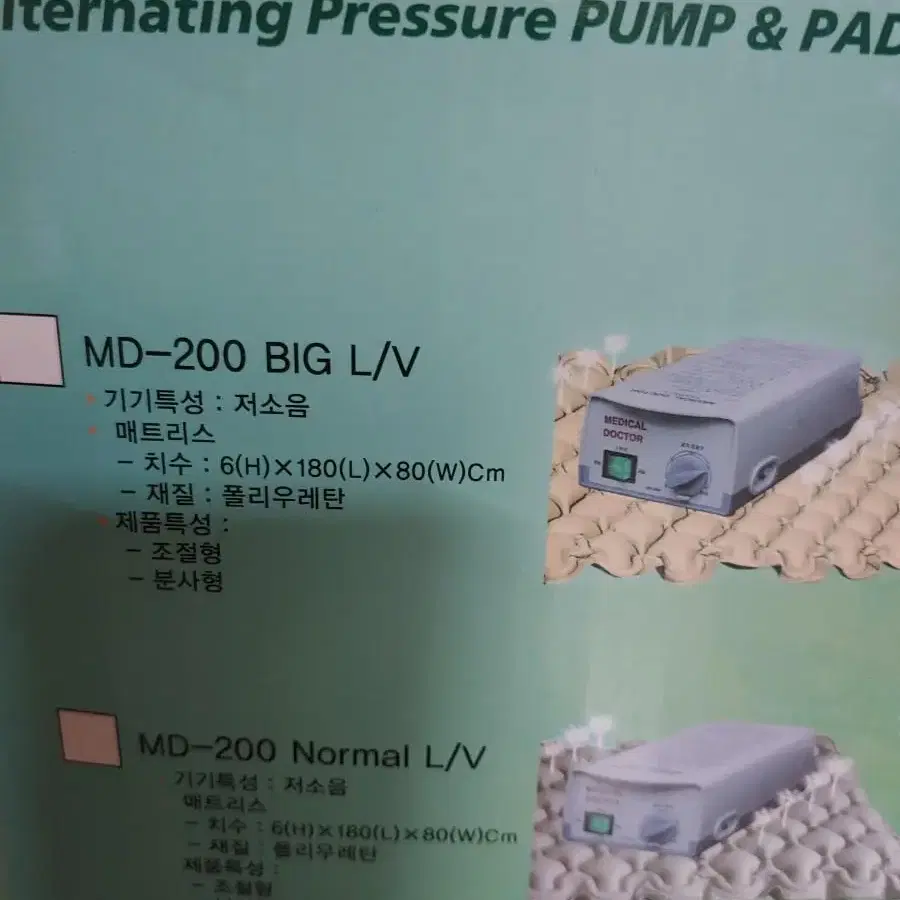 lternating Pressure PUMP & PAD
MD-200 BIG L/V
• 기기특성 : 저소음
• 매트리스
- 치수 : 6(H)×180(L)×80(W)Cm
- 재질 : 폴리우레탄
• 제품특성 :
- 조절형
- 분사형
MEDICAL
DOCTOR
MD-200 Normal L/V
기기특성 : 저소음
매트리스
- 치수 : 6(H)×180(L)×80(W)Cm
- 재질 : 폴리우레탄
제품특성 :
- 조절형